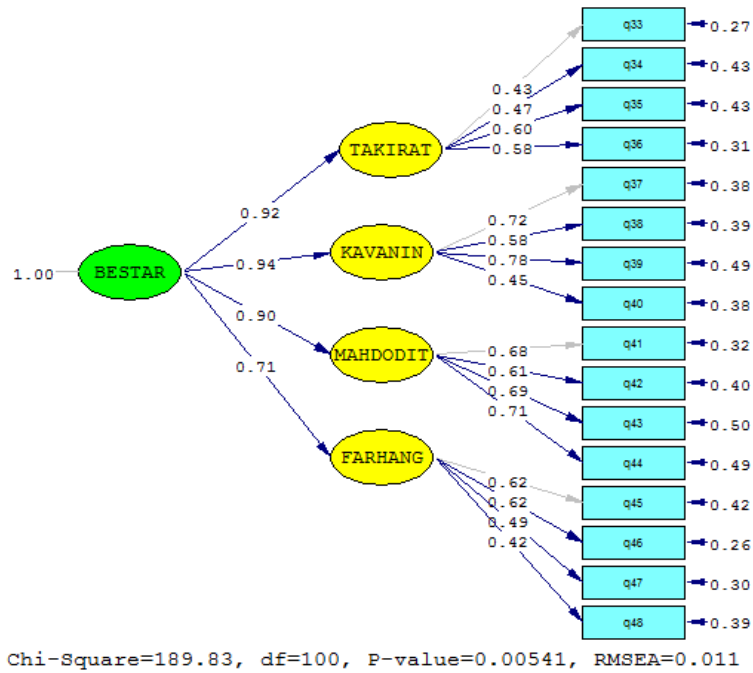 q33 0.27
0.43 q34 0.43
0.47 q35 0.43
0.60
TAKIRAT 0.58 q36 0.31
q37 0.38
0.92 0.72 q38 0.39
0.58
KAVANIN 0.78 q39 0.49
1.00 BESTAR 0.94 0.45 q40 0.38
0.90 q41 0.32
MAHDODIT 0.68
0.61 q42 0.40
0.71 0.69 q43 0.50
0.71
FARHANG q44 0.49
0.62 q45 0.42
0.62
0.49 q46 0.26
0.42
q47 0.30
q48 0.39
Chi-Square=189.83, df=100, P-value=0.00541, RMSEA=0.011